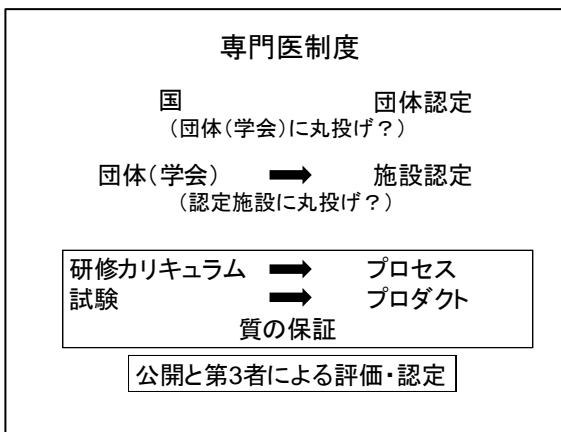 専門医制度
国 団体認定
(団体(学会)に丸投げ？)
団体(学会) ➡ 施設認定
(認定施設に丸投げ？)
研修カリキュラム ➡ プロセス
試験 ➡ プロダクト
質の保証
公開と第3者による評価・認定